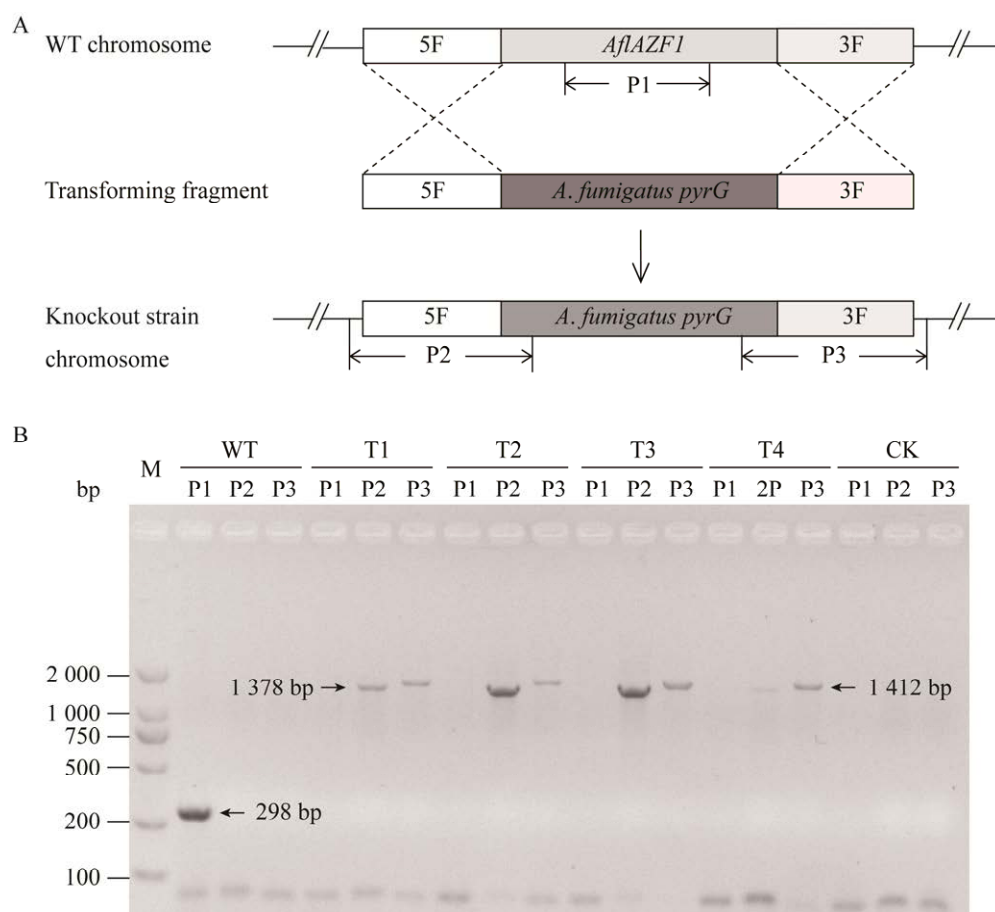 A
WT chromosome
5F
AflAZF1
3F
P1
Transforming fragment
5F
A. fumigatus pyrG
3F
Knockout strain
chromosome
5F
A. fumigatus pyrG
3F
P2
P3
B
WT T1 T2 T3 T4 CK
M
bp
P1 P2 P3 P1 P2 P3 P1 P2 P3 P1 P2 P3 P1 2P P3 P1 P2 P3
2 000
1 378 bp
1 412 bp
1 000
750
500
298 bp
200
100